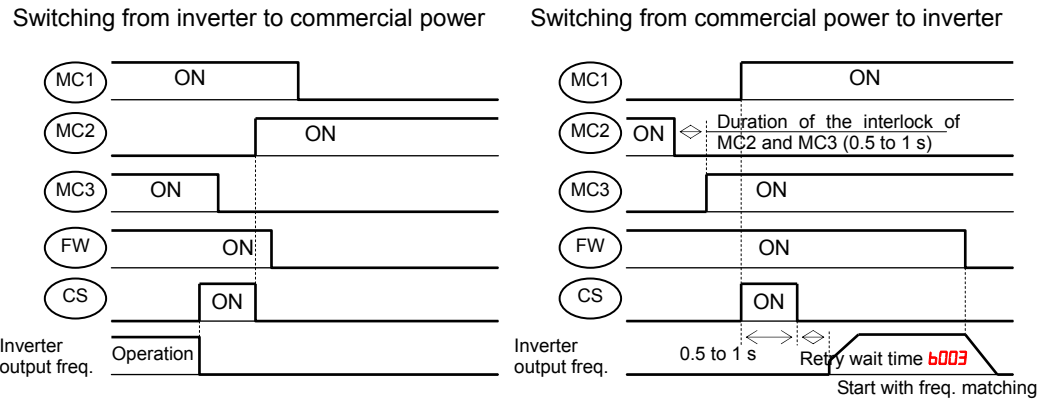 Switching from inverter to commercial power
MC1
ON
MC2
ON
MC3
ON
FW
ON
CS
ON
Inverter
output freq.
Operation
Switching from commercial power to inverter
MC1
ON
MC2
ON
Duration of the interlock of
MC2 and MC3 (0.5 to 1 s)
MC3
ON
FW
ON
CS
ON
Inverter
output freq.
0.5 to 1 s
Retry wait time b003
Start with freq. matching